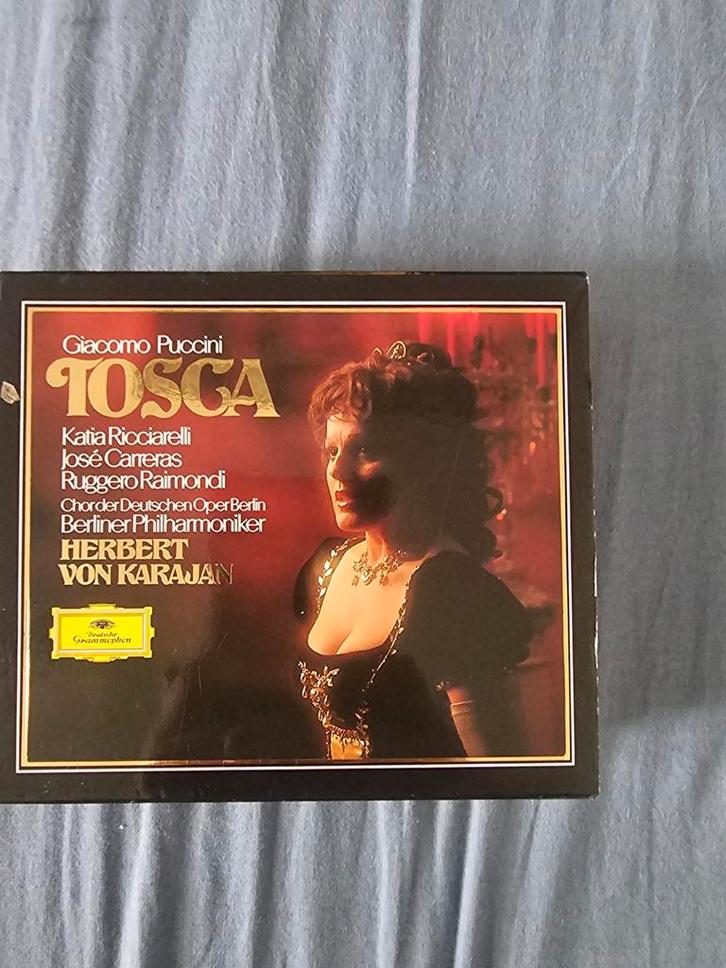 Giacomo Puccini
TOSCA
Katia Ricciarelli
José Carreras
Ruggero Raimondi
Chor der Deutschen Oper Berlin
Berliner Philharmoniker
HERBERT
VON KARAJAN
Deutsche
Grammophon